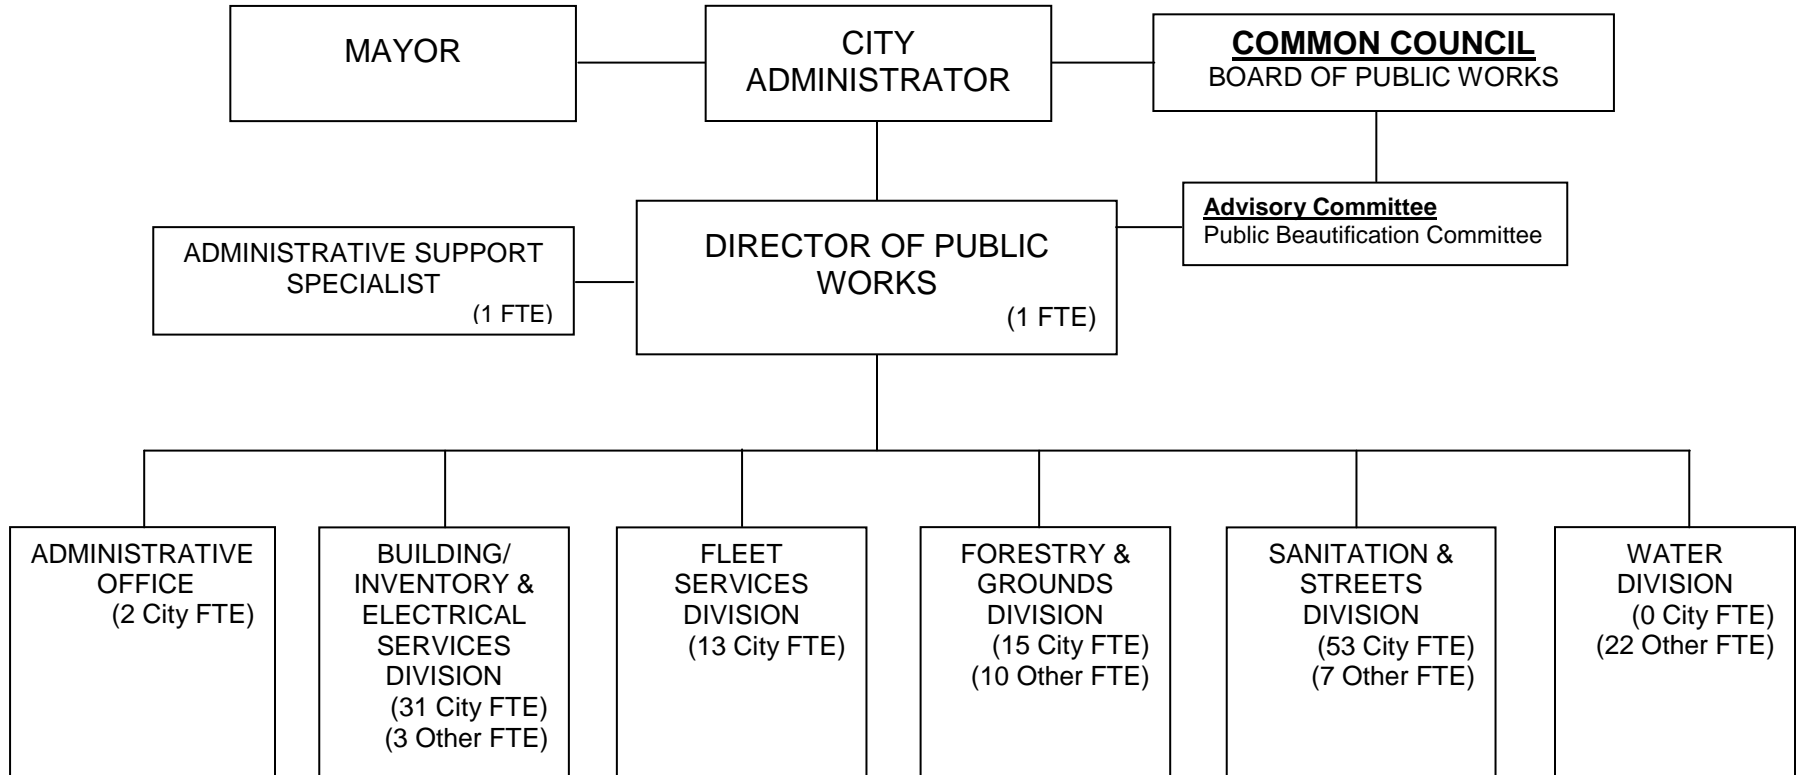 MAYOR
CITY
ADMINISTRATOR
COMMON COUNCIL
BOARD OF PUBLIC WORKS
Advisory Committee
Public Beautification Committee
ADMINISTRATIVE SUPPORT
SPECIALIST
(1 FTE)
DIRECTOR OF PUBLIC
WORKS
(1 FTE)
ADMINISTRATIVE
OFFICE
(2 City FTE)
BUILDING/
INVENTORY &
ELECTRICAL
SERVICES
DIVISION
(31 City FTE)
(3 Other FTE)
FLEET
SERVICES
DIVISION
(13 City FTE)
FORESTRY &
GROUNDS
DIVISION
(15 City FTE)
(10 Other FTE)
SANITATION &
STREETS
DIVISION
(53 City FTE)
(7 Other FTE)
WATER
DIVISION
(0 City FTE)
(22 Other FTE)